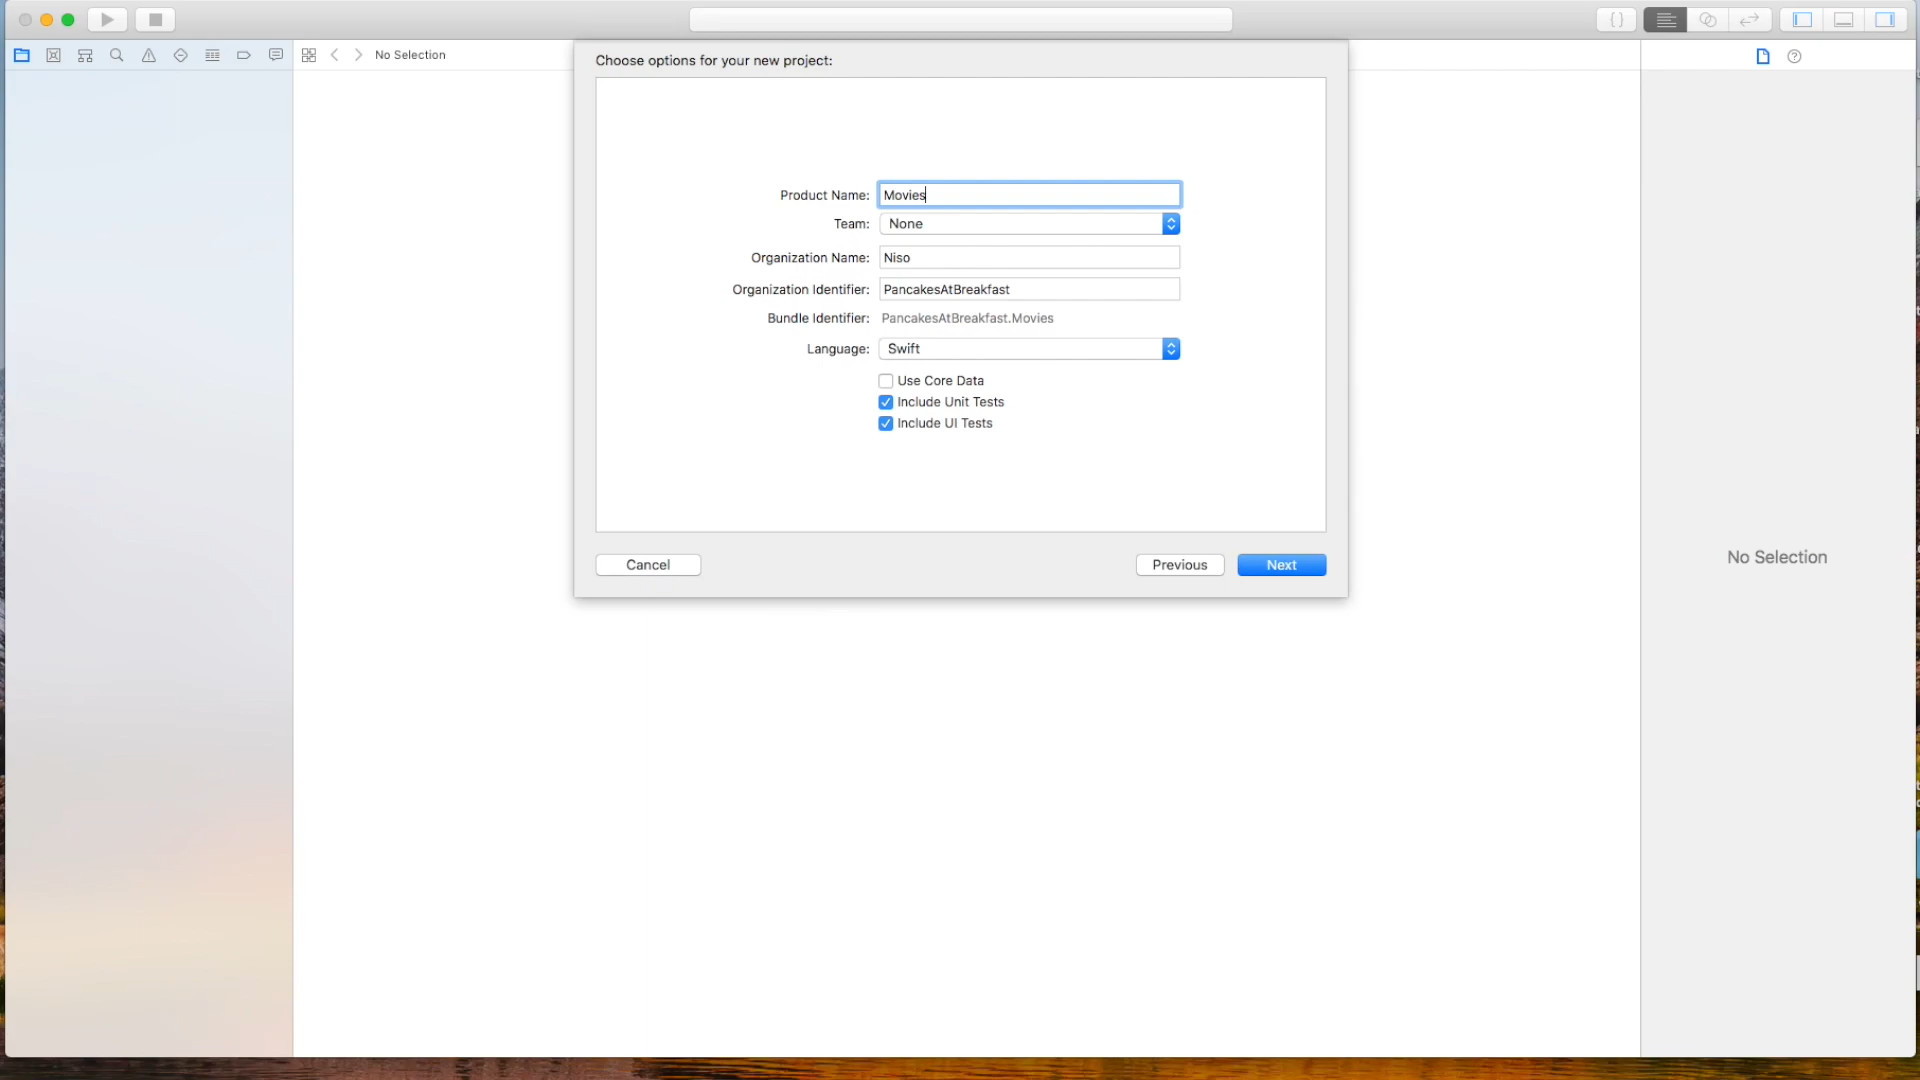 No Selection
Choose options for your new project:
Product Name: Movies
Team: None
Organization Name: Niso
Organization Identifier: PancakesAtBreakfast
Bundle Identifier: PancakesAtBreakfast.Movies
Language: Swift
Use Core Data
Include Unit Tests
Include UI Tests
Cancel
Previous
Next
No Selection